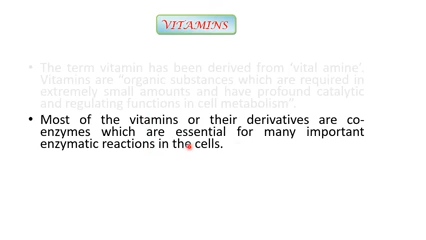 VITAMINS
• The term vitamin has been derived from ‘vital amine’.
Vitamins are “organic substances which are required in
extremely small amounts and have profound catalytic
and regulating functions in cell metabolism”.
• Most of the vitamins or their derivatives are co-
enzymes which are essential for many important
enzymatic reactions in the cells.